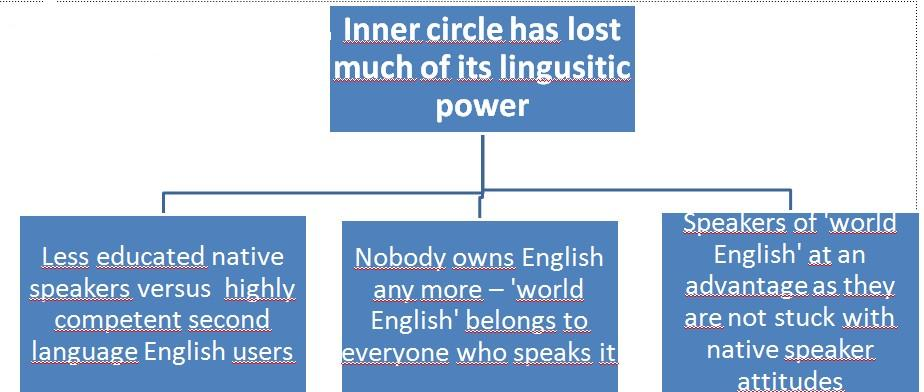 Inner circle has lost
much of its lingusitic
power
Less educated native
speakers versus highly
competent second
language English users
Nobody owns English
any more – 'world
English' belongs to
everyone who speaks it
Speakers of 'world
English' at an
advantage as they
are not stuck with
native speaker
attitudes